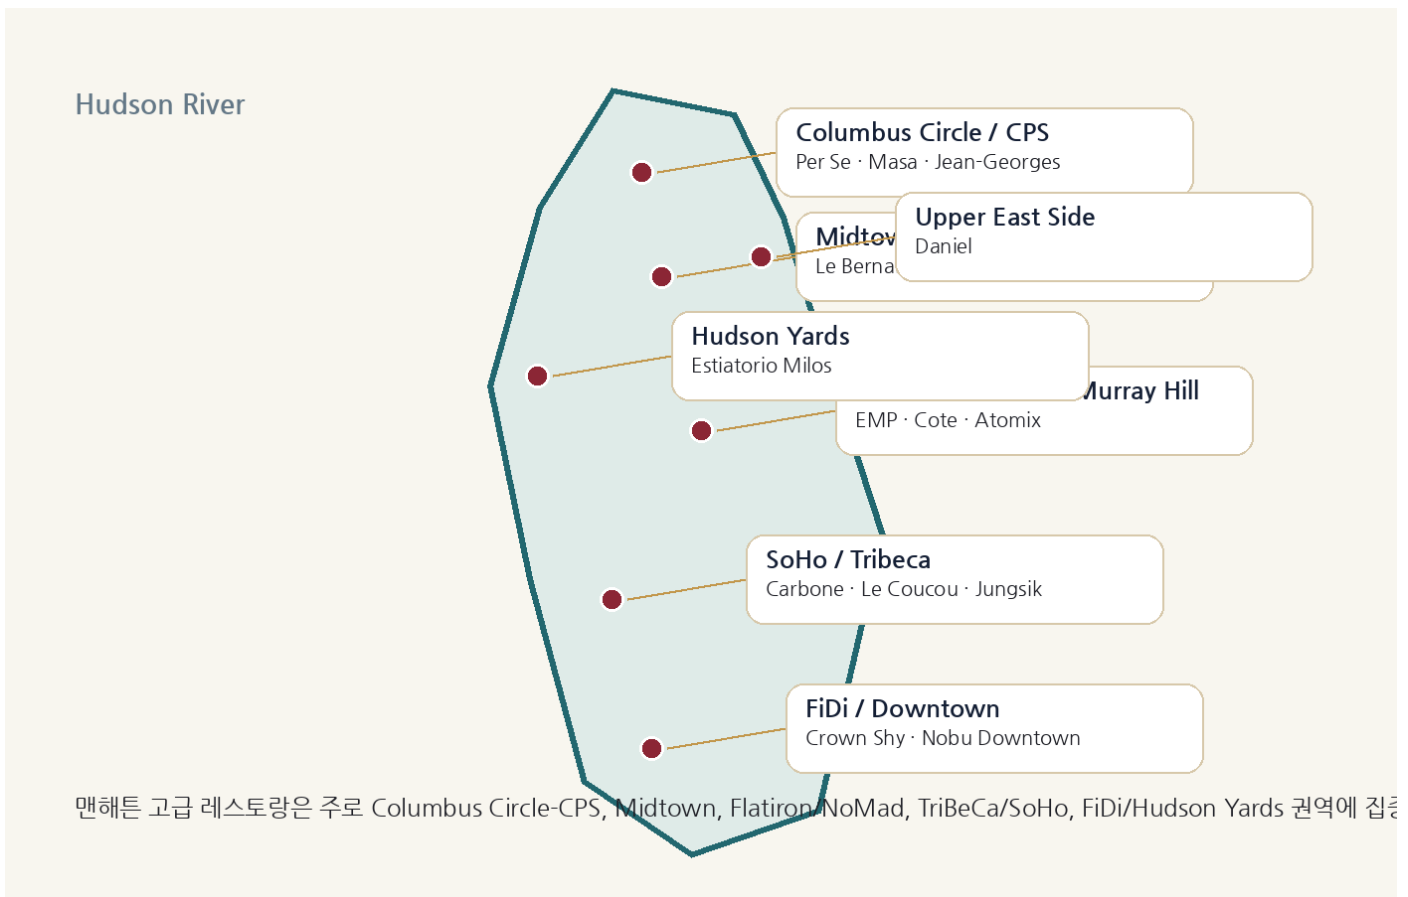 Hudson River
Columbus Circle / CPS
Per Se · Masa · Jean-Georges
Upper East Side
Daniel
Hudson Yards
Estiatorio Milos
Murray Hill
EMP · Cote · Atomix
SoHo / Tribeca
Carbone · Le Coucou · Jungsik
FiDi / Downtown
Crown Shy · Nobu Downtown
맨해튼 고급 레스토랑은 주로 Columbus Circle-CPS, Midtown, Flatiron/NoMad, TriBeCa/SoHo, FiDi/Hudson Yards 권역에